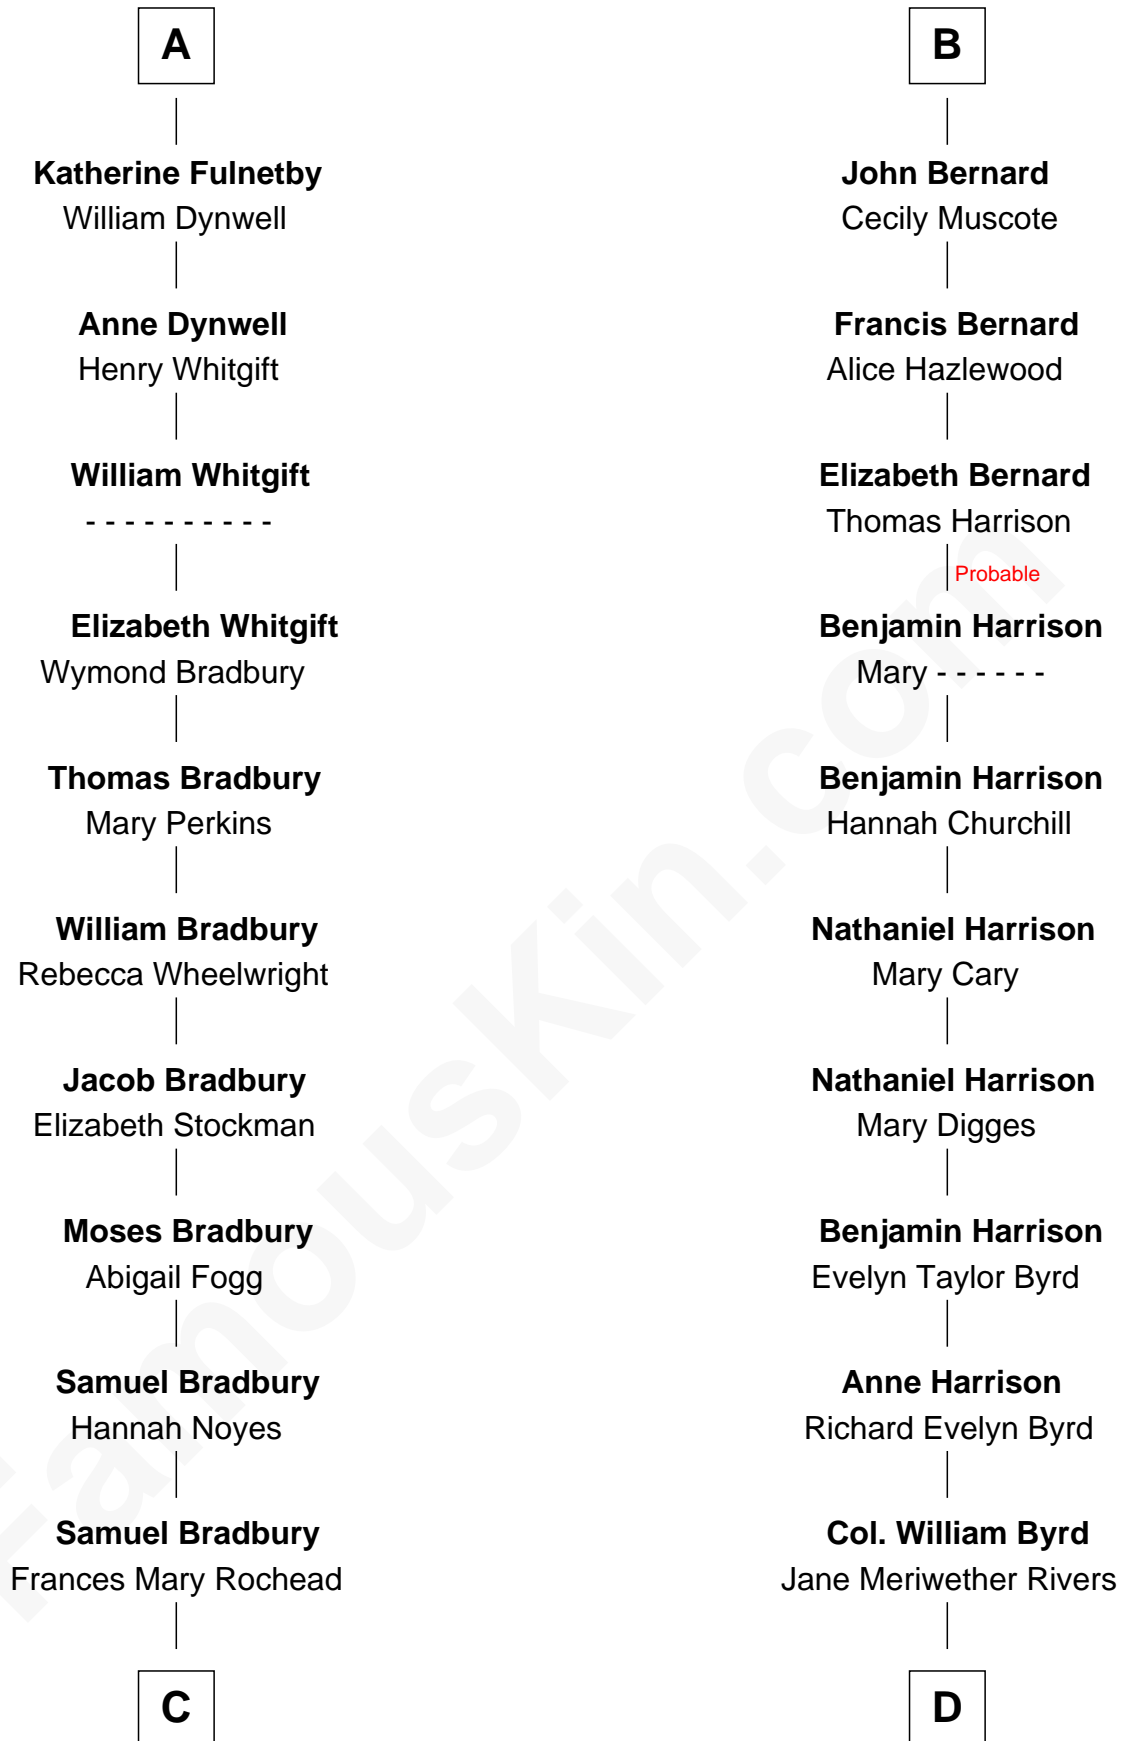 A
Katherine Fulnetby
William Dynwell
Anne Dynwell
Henry Whitgift
William Whitgift
- - - - - - - - - -
Elizabeth Whitgift
Wymond Bradbury
Thomas Bradbury
Mary Perkins
William Bradbury
Rebecca Wheelwright
Jacob Bradbury
Elizabeth Stockman
Moses Bradbury
Abigail Fogg
Samuel Bradbury
Hannah Noyes
Samuel Bradbury
Frances Mary Rochead
C
B
John Bernard
Cecily Muscote
Francis Bernard
Alice Hazlewood
Elizabeth Bernard
Thomas Harrison
Probable
Benjamin Harrison
Mary - - - - - -
Benjamin Harrison
Hannah Churchill
Nathaniel Harrison
Mary Cary
Nathaniel Harrison
Mary Digges
Benjamin Harrison
Evelyn Taylor Byrd
Anne Harrison
Richard Evelyn Byrd
Col. William Byrd
Jane Meriwether Rivers
D
FamousKin.com